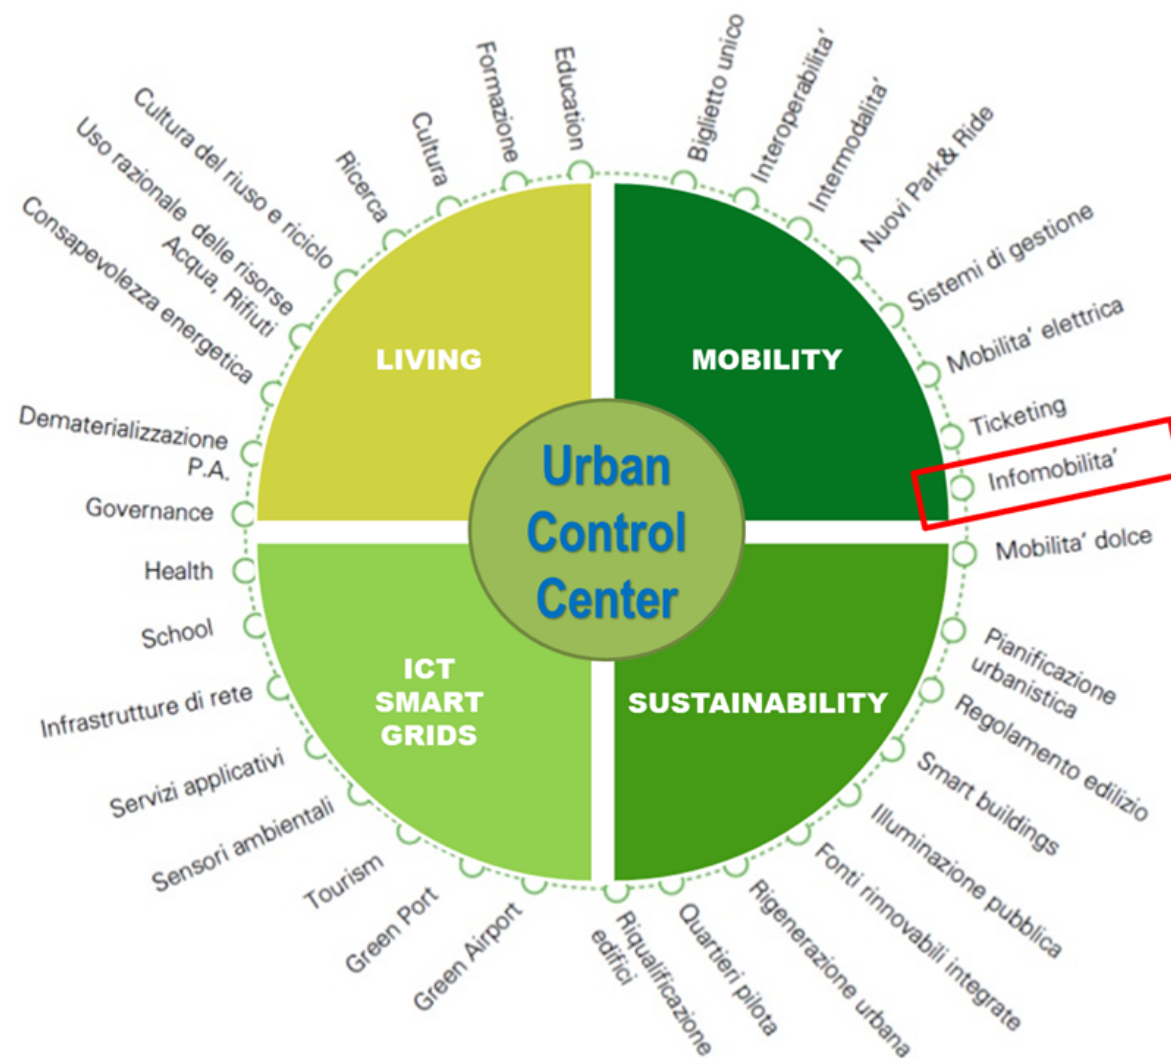 Education
Formazione
Cultura
Ricerca
Cultura del riuso e riciclo
Uso razionale delle risorse
Acqua, Rifiuti
Consapevolezza energetica
Dematerializzazione
P.A.
Governance
Health
School
Infrastrutture di rete
Servizi applicativi
Sensori ambientali
Tourism
Green Port
Green Airport
Biglietto unico
Interoperabilita'
Intermodalita'
Nuovi Park& Ride
Sistemi di gestione
Mobilita' elettrica
Ticketing
Infomobilita'
Mobilita' dolce
Pianificazione
urbanistica
Regolamento edilizio
Smart buildings
Illuminazione pubblica
Fonti rinnovabili integrate
Rigenerazione urbana
Quartieri pilota
Riqualificazione
edifici
LIVING
MOBILITY
Urban
Control
Center
ICT
SMART
GRIDS
SUSTAINABILITY